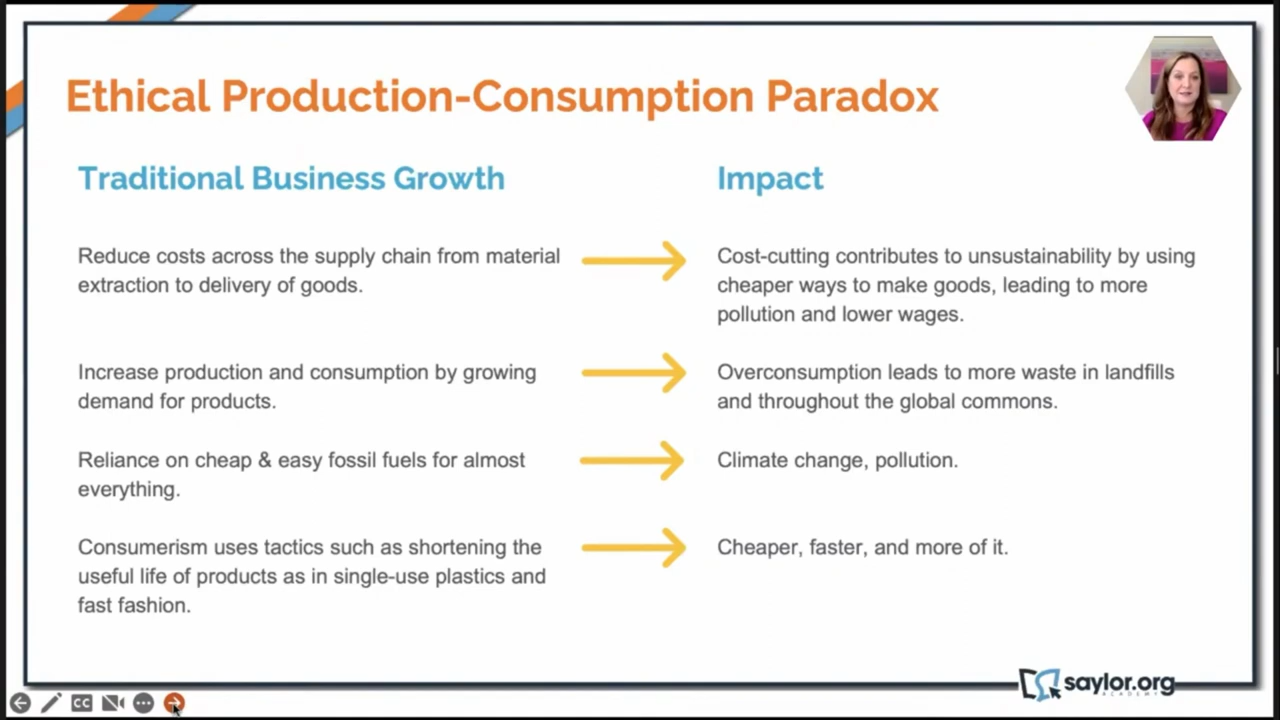 Ethical Production-Consumption Paradox
Traditional Business Growth
Impact
Reduce costs across the supply chain from material
extraction to delivery of goods.
Cost-cutting contributes to unsustainability by using
cheaper ways to make goods, leading to more
pollution and lower wages.
Increase production and consumption by growing
demand for products.
Overconsumption leads to more waste in landfills
and throughout the global commons.
Reliance on cheap & easy fossil fuels for almost
everything.
Climate change, pollution.
Consumerism uses tactics such as shortening the
useful life of products as in single-use plastics and
fast fashion.
Cheaper, faster, and more of it.
saylor.org
ACADEMY
CC